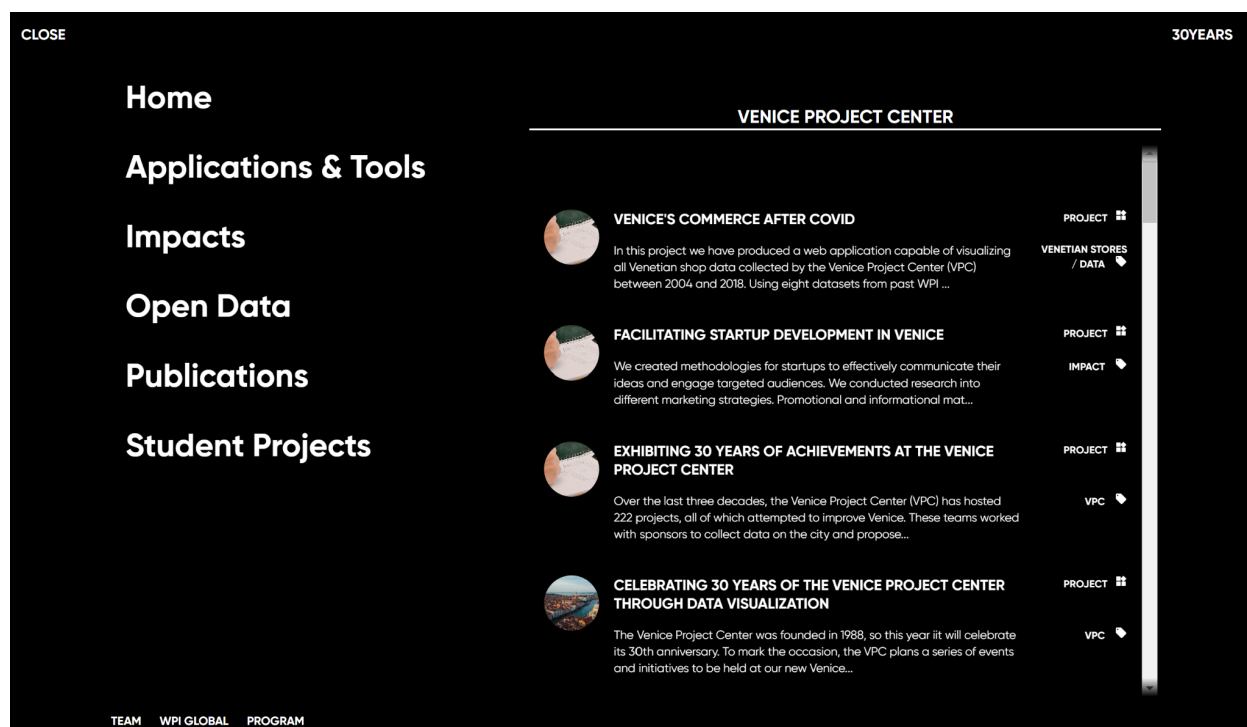 CLOSE
30YEARS
Home
Applications & Tools
Impacts
Open Data
Publications
Student Projects
VENICE PROJECT CENTER
VENICE'S COMMERCE AFTER COVID
PROJECT
In this project we have produced a web application capable of visualizing
all Venetian shop data collected by the Venice Project Center (VPC)
between 2004 and 2018. Using eight datasets from past WPI ...
VENETIAN STORES
/ DATA
FACILITATING STARTUP DEVELOPMENT IN VENICE
PROJECT
We created methodologies for startups to effectively communicate their
ideas and engage targeted audiences. We conducted research into
different marketing strategies. Promotional and informational mat...
IMPACT
EXHIBITING 30 YEARS OF ACHIEVEMENTS AT THE VENICE
PROJECT CENTER
PROJECT
Over the last three decades, the Venice Project Center (VPC) has hosted
222 projects, all of which attempted to improve Venice. These teams worked
with sponsors to collect data on the city and propose...
VPC
CELEBRATING 30 YEARS OF THE VENICE PROJECT CENTER
THROUGH DATA VISUALIZATION
PROJECT
The Venice Project Center was founded in 1988, so this year iit will celebrate
its 30th anniversary. To mark the occasion, the VPC plans a series of events
and initiatives to be held at our new Venice...
VPC
TEAM WPI GLOBAL PROGRAM